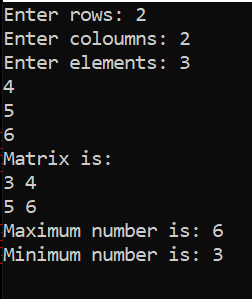 Enter rows: 2
Enter coloumns: 2
Enter elements: 3
4
5
6
Matrix is:
3 4
5 6
Maximum number is: 6
Minimum number is: 3